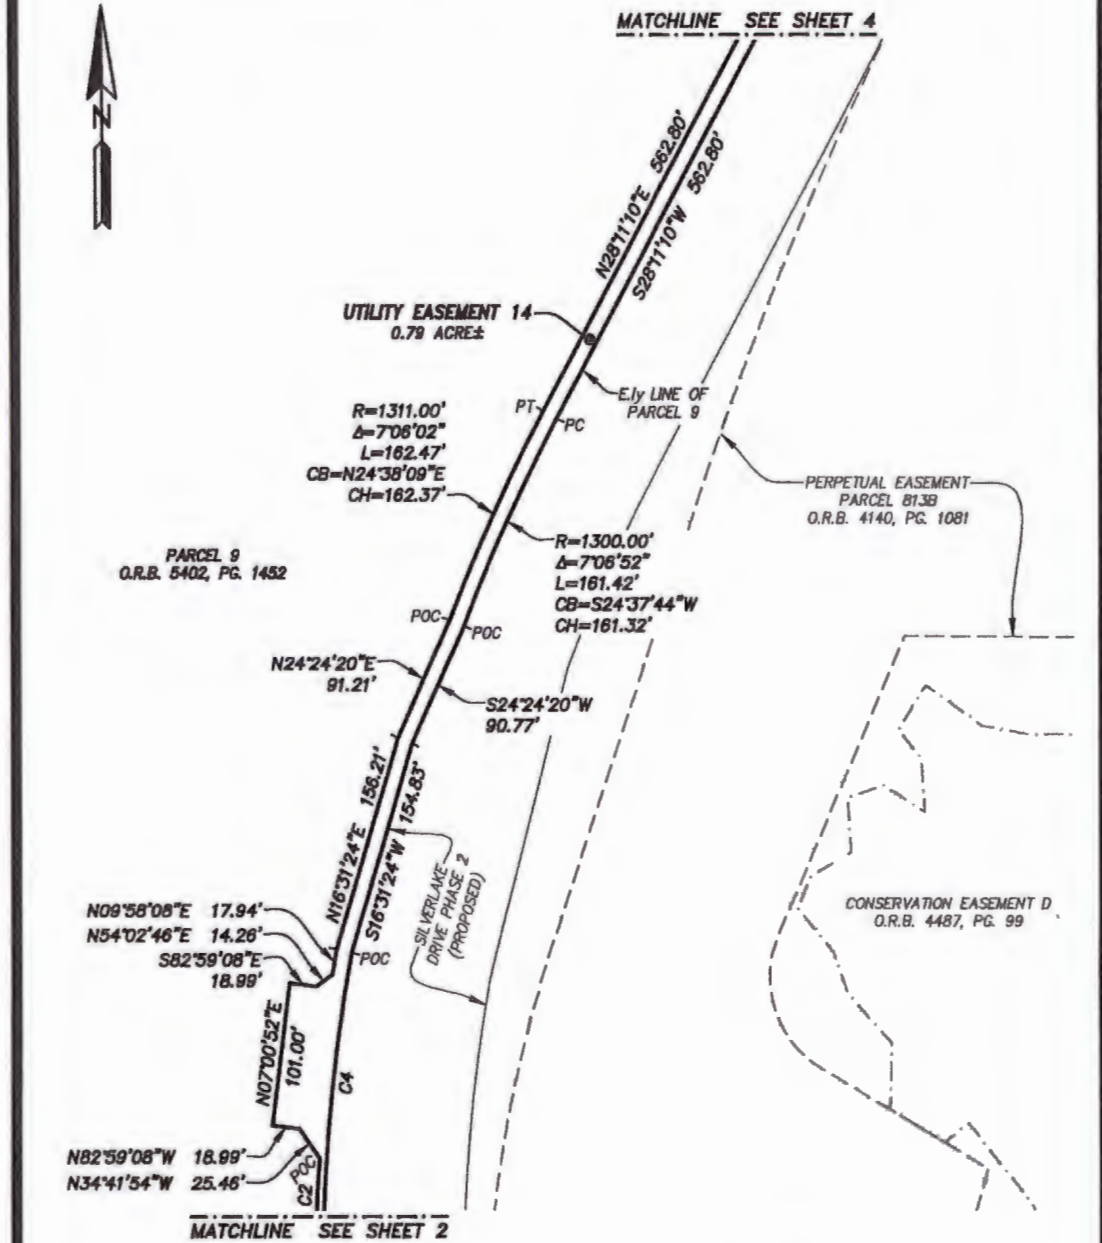 MATCHLINE SEE SHEET 4
N
N28°11'10"E 562.80'
S28°11'10"W 562.80'
UTILITY EASEMENT 14
0.79 ACRE±
E.ly LINE OF
PARCEL 9
PT
PC
R=1311.00'
Δ=7°06'02"
L=162.47'
CB=N24°38'09"E
CH=162.37'
PERPETUAL EASEMENT
PARCEL 813B
O.R.B. 4140, PG. 1081
R=1300.00'
Δ=7°06'52"
L=161.42'
CB=S24°37'44"W
CH=161.32'
PARCEL 9
O.R.B. 5402, PG. 1452
POC
POC
N24°24'20"E
91.21'
S24°24'20"W
90.77'
N16°31'24"E 156.21'
S16°31'24"W 154.83'
SILVERLAKE
DRIVE PHASE 2
(PROPOSED)
CONSERVATION EASEMENT D
O.R.B. 4487, PG. 99
N09°58'08"E 17.94'
N54°02'46"E 14.26'
S82°59'08"E
18.99'
POC
N07°00'52"E
101.00'
C4
N82°59'08"W 18.99'
N34°41'54"W 25.46'
POC
C2
MATCHLINE SEE SHEET 2